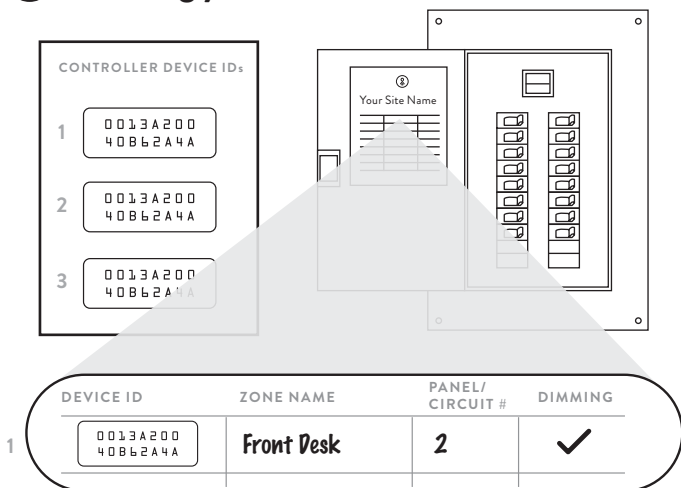 CONTROLLER DEVICE IDs
1
0013A200
40B62A4A
2
0013A200
40B62A4A
3
0013A200
40B62A4A
Your Site Name
DEVICE ID
ZONE NAME
PANEL/
CIRCUIT #
DIMMING
1
0013A200
40B62A4A
Front Desk
2